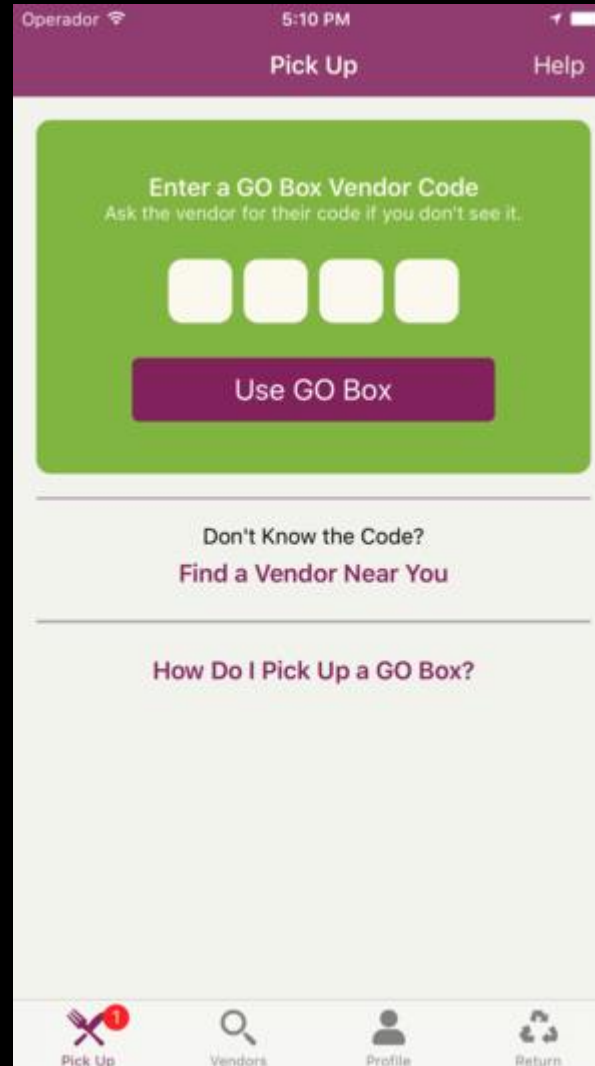 Operador 5:10 PM
Pick Up Help
Enter a GO Box Vendor Code
Ask the vendor for their code if you don't see it.
Use GO Box
Don't Know the Code?
Find a Vendor Near You
How Do I Pick Up a GO Box?
1
Pick Up Vendors Profile Return